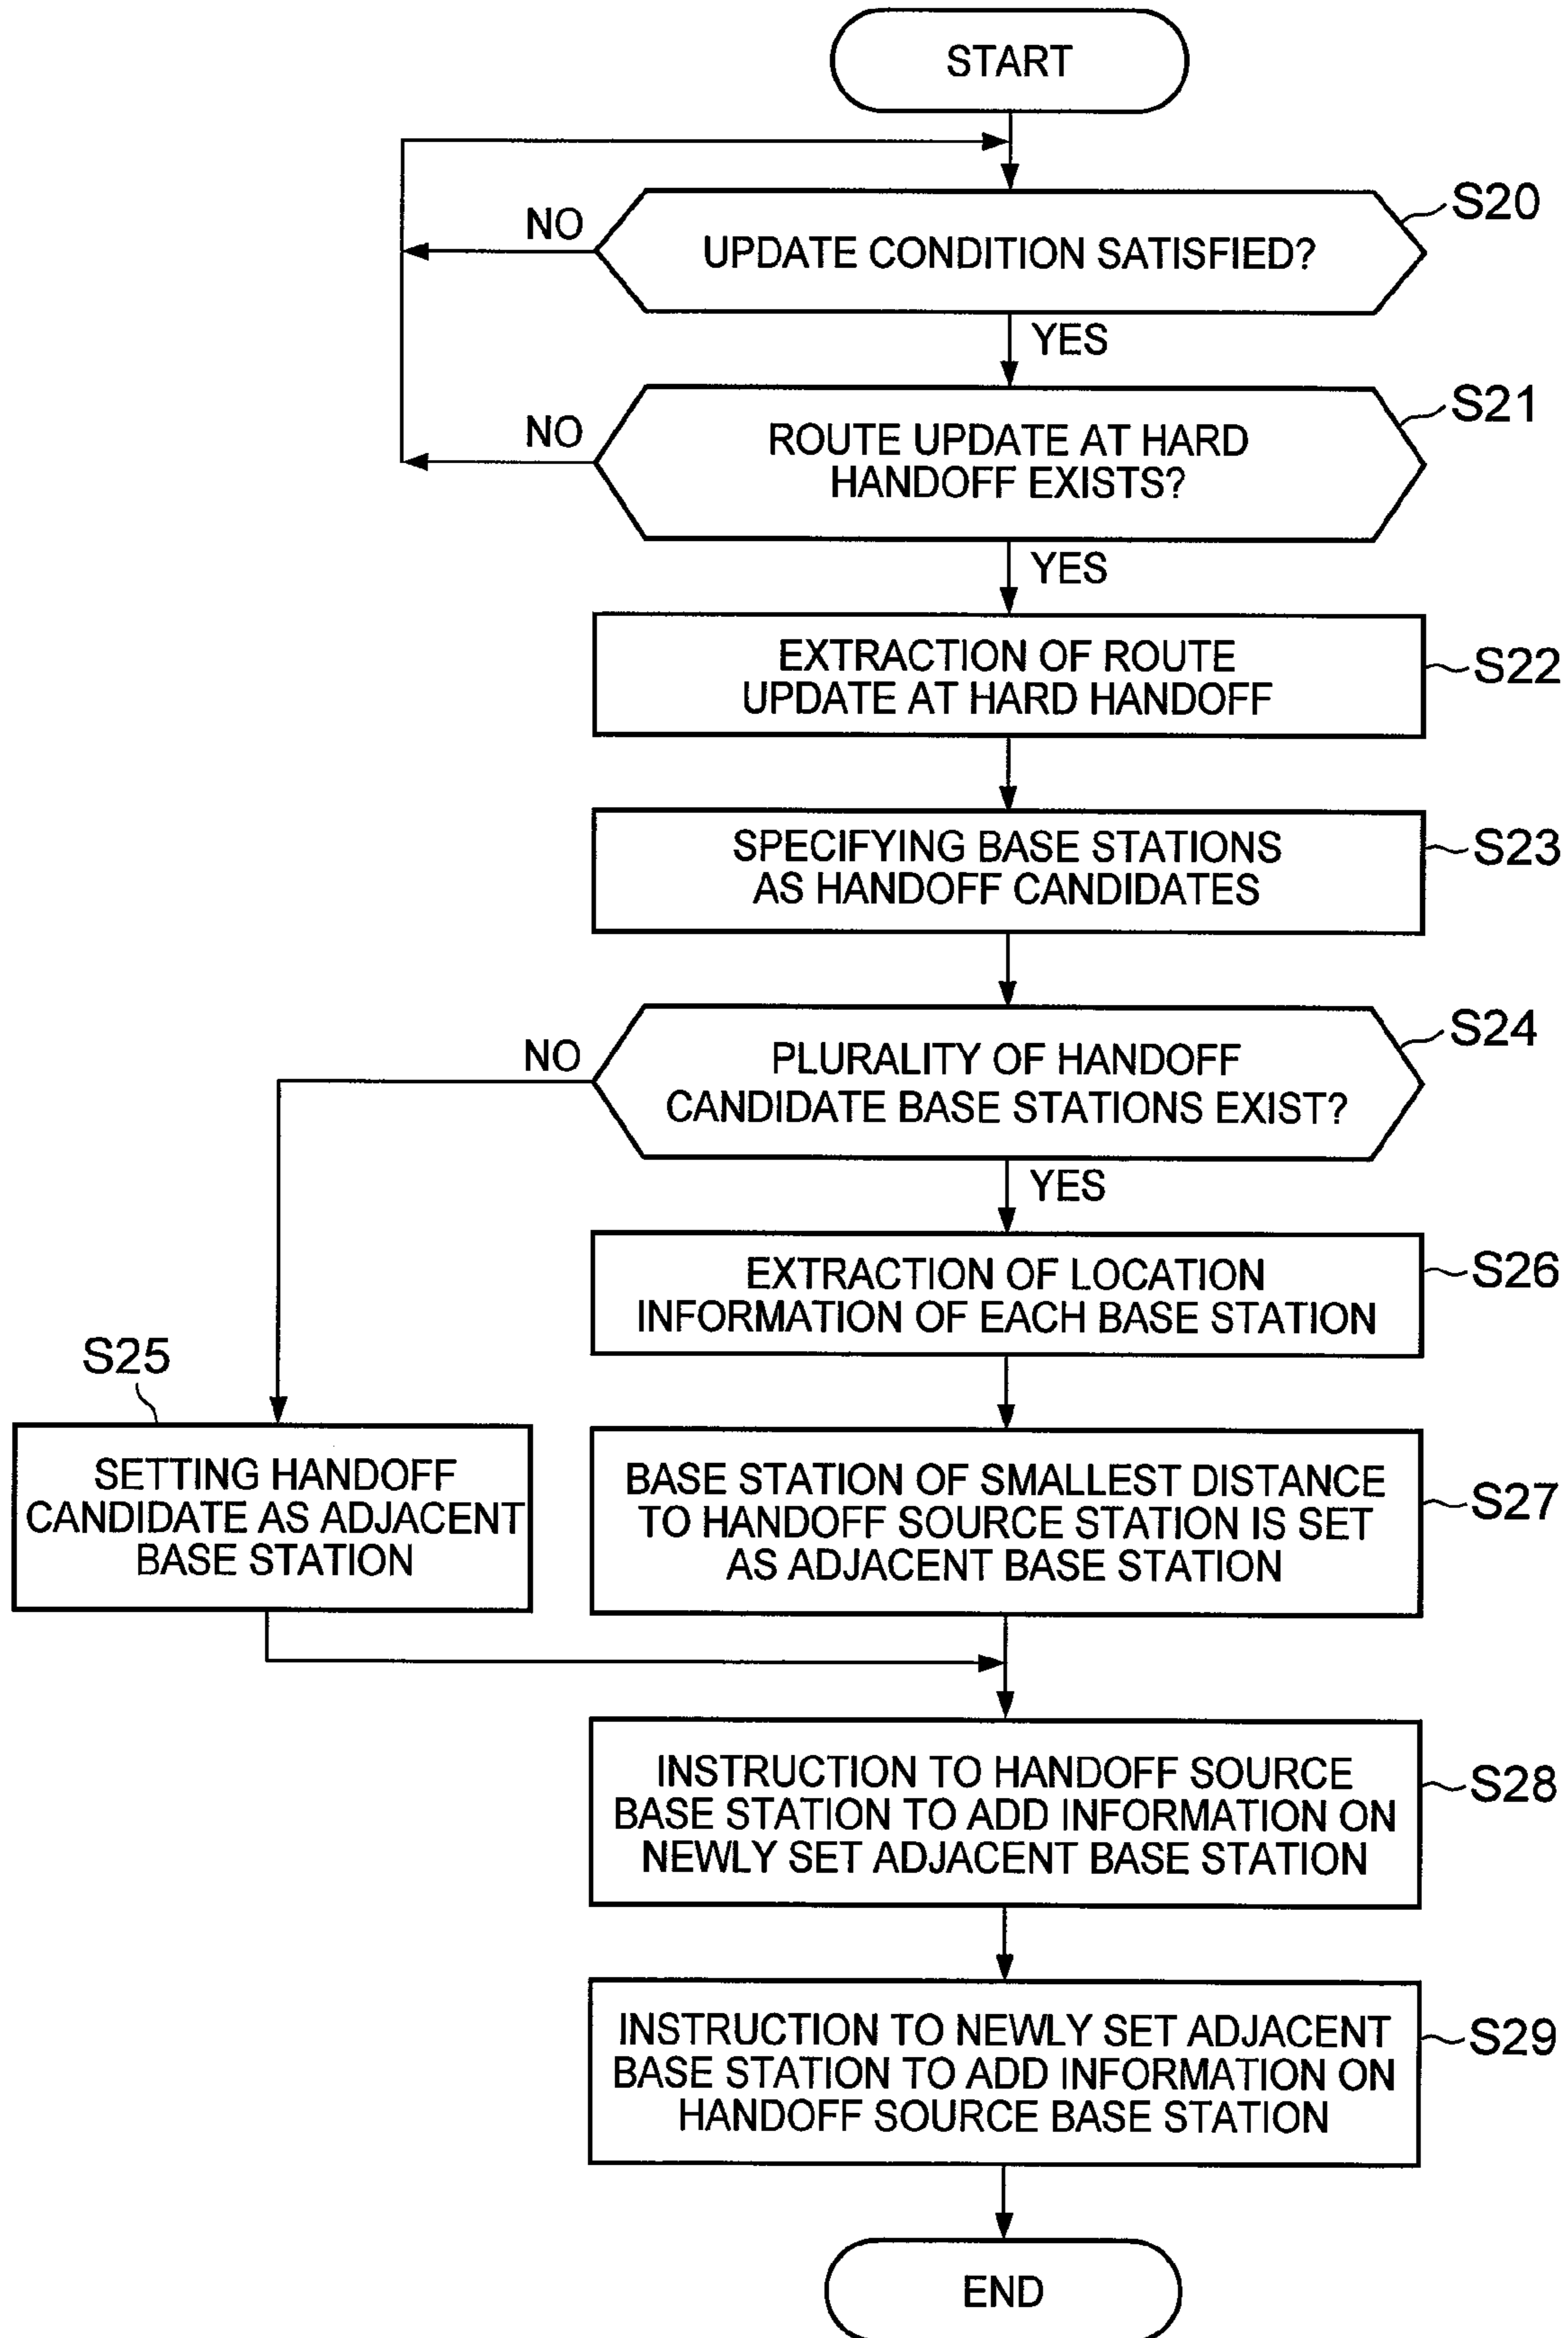 START
S20
NO
UPDATE CONDITION SATISFIED?
YES
S21
NO
ROUTE UPDATE AT HARD
HANDOFF EXISTS?
YES
EXTRACTION OF ROUTE
UPDATE AT HARD HANDOFF
S22
SPECIFYING BASE STATIONS
AS HANDOFF CANDIDATES
S23
S24
NO
PLURALITY OF HANDOFF
CANDIDATE BASE STATIONS EXIST?
YES
EXTRACTION OF LOCATION
INFORMATION OF EACH BASE STATION
S26
S25
SETTING HANDOFF
CANDIDATE AS ADJACENT
BASE STATION
BASE STATION OF SMALLEST DISTANCE
TO HANDOFF SOURCE STATION IS SET
AS ADJACENT BASE STATION
S27
INSTRUCTION TO HANDOFF SOURCE
BASE STATION TO ADD INFORMATION ON
NEWLY SET ADJACENT BASE STATION
S28
INSTRUCTION TO NEWLY SET ADJACENT
BASE STATION TO ADD INFORMATION ON
HANDOFF SOURCE BASE STATION
S29
END